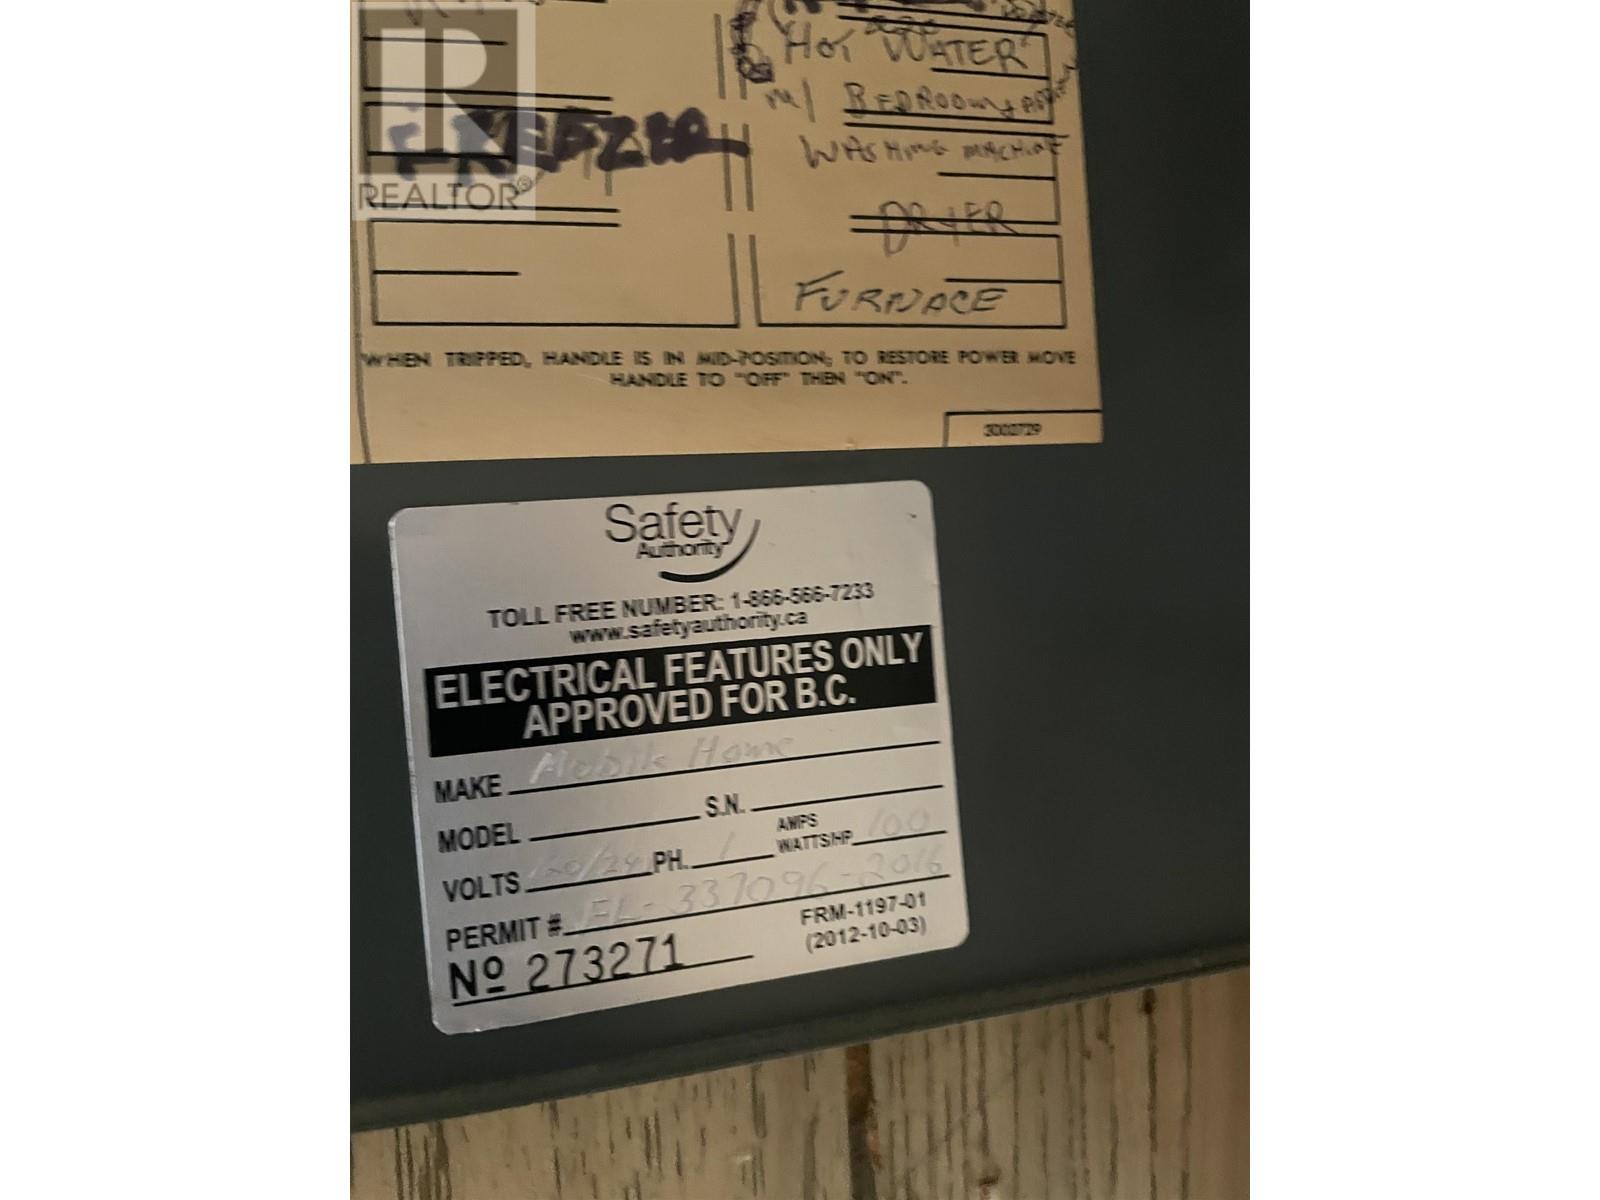 HOT WATER
W/ BEDROOM
FREEZER
WASHING MACHINE
REALTOR®
DRYER
FURNACE
WHEN TRIPPED, HANDLE IS IN MID-POSITION; TO RESTORE POWER MOVE
HANDLE TO "OFF" THEN "ON".
3002729
Safety
Authority
TOLL FREE NUMBER: 1-866-566-7233
www.safetyauthority.ca
ELECTRICAL FEATURES ONLY
APPROVED FOR B.C.
MAKE Mobile Home
MODEL S.N.
VOLTS 120/24 PH. 1 AMPS WATTS/HP 100
PERMIT # EL-337096-2016
FRM-1197-01
(2012-10-03)
Nº 273271